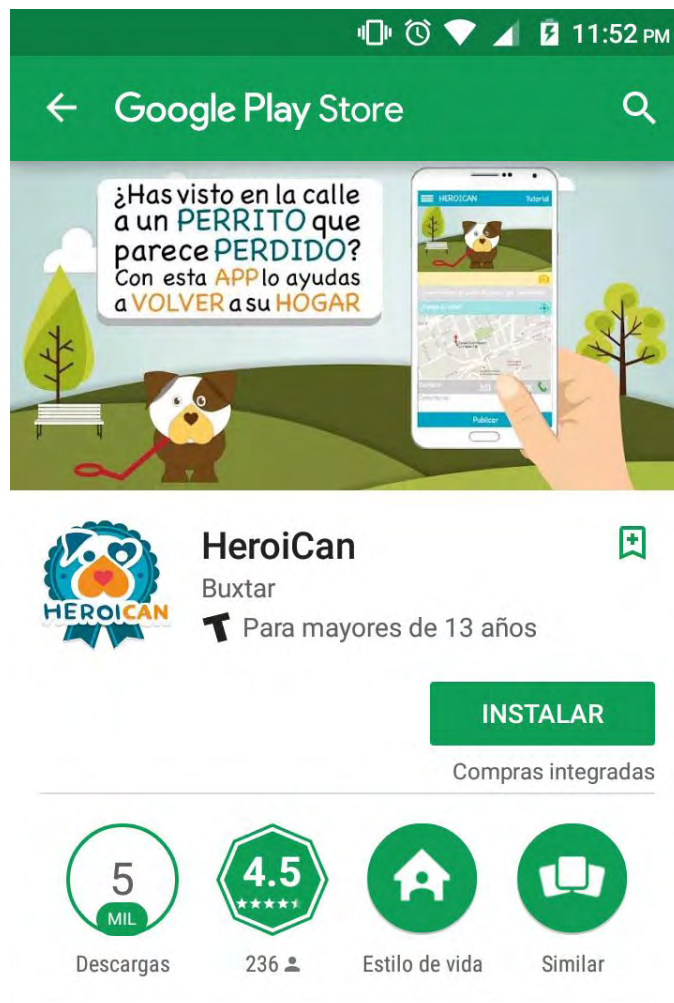 11:52 PM
Google Play Store
¿Has visto en la calle
a un PERRITO que
parece PERDIDO?
Con esta APP lo ayudas
a VOLVER a su HOGAR
HEROICAN Tutorial
Publicar
HeroiCan
HEROICAN
Buxtar
T Para mayores de 13 años
INSTALAR
Compras integradas
5
MIL
4.5
Descargas
236
Estilo de vida
Similar